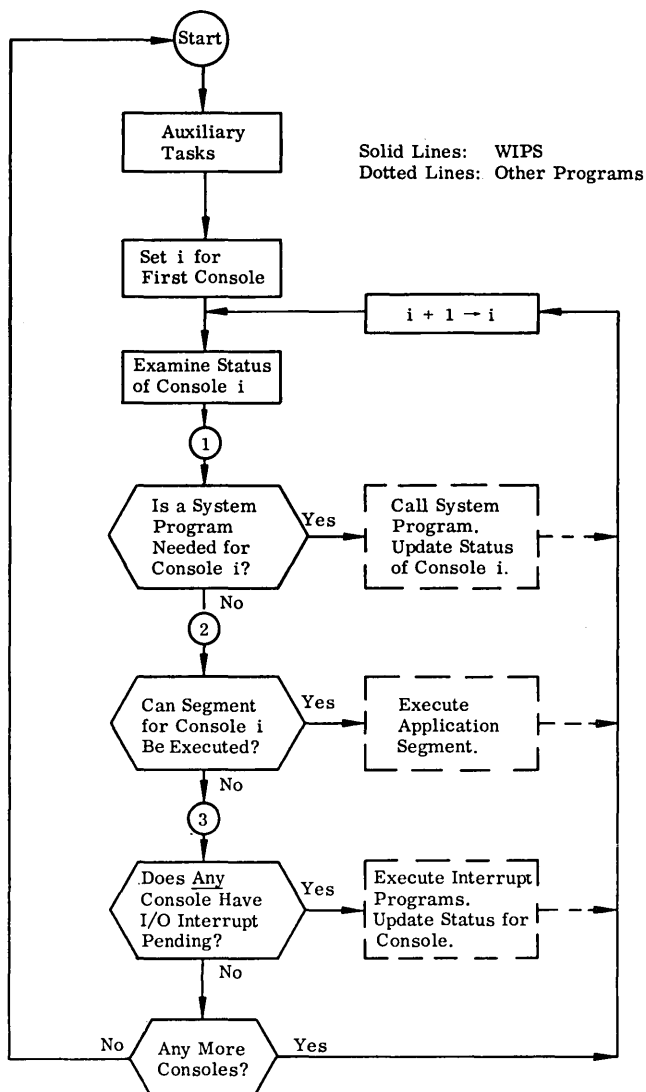 Start
Auxiliary
Tasks
Solid Lines: WIPS
Dotted Lines: Other Programs
Set i for
First Console
i + 1 → i
Examine Status
of Console i
1
Is a System
Program
Needed for
Console i?
Yes
Call System
Program.
Update Status
of Console i.
No
2
Can Segment
for Console i
Be Executed?
Yes
Execute
Application
Segment.
No
3
Does Any
Console Have
I/O Interrupt
Pending?
Yes
Execute Interrupt
Programs.
Update Status for
Console.
No
No
Any More
Consoles?
Yes